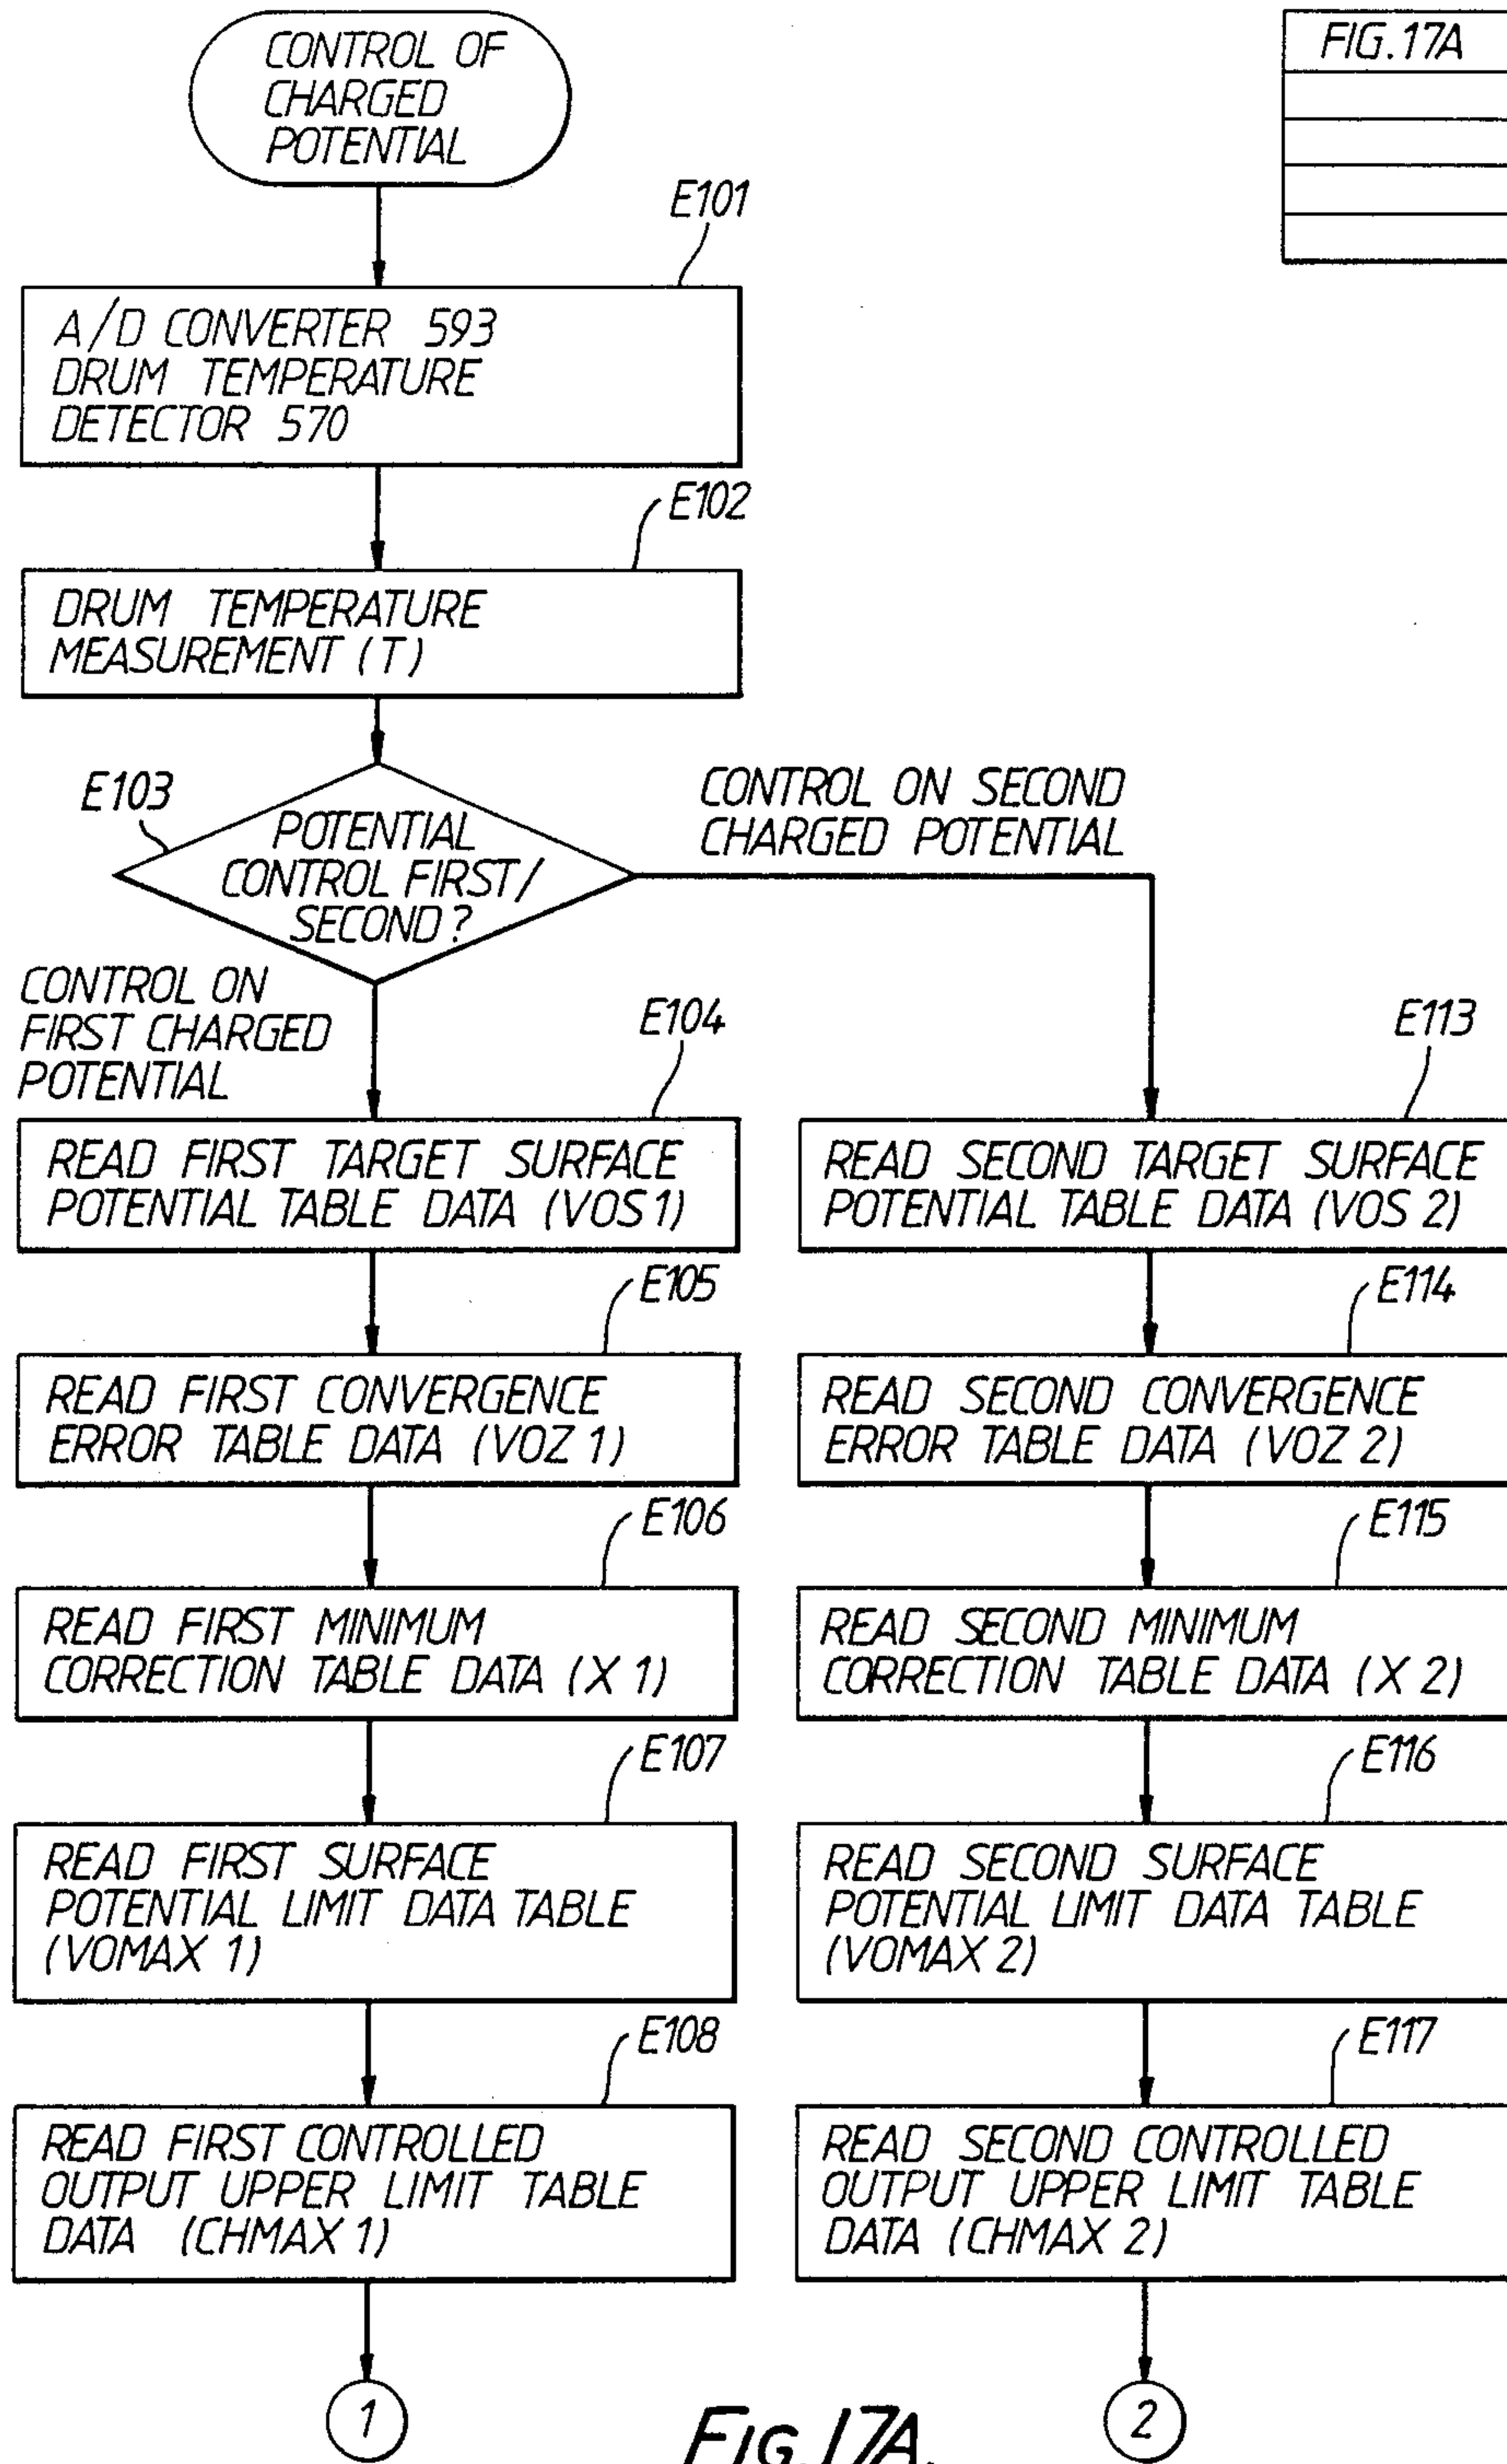 CONTROL OF
CHARGED
POTENTIAL
FIG.17A
E101
A/D CONVERTER 593
DRUM TEMPERATURE
DETECTOR 570
E102
DRUM TEMPERATURE
MEASUREMENT (T)
E103
POTENTIAL
CONTROL FIRST/
SECOND?
CONTROL ON SECOND
CHARGED POTENTIAL
CONTROL ON
FIRST CHARGED
POTENTIAL
E104
READ FIRST TARGET SURFACE
POTENTIAL TABLE DATA (VOS 1)
E105
READ FIRST CONVERGENCE
ERROR TABLE DATA (VOZ 1)
E106
READ FIRST MINIMUM
CORRECTION TABLE DATA (X 1)
E107
READ FIRST SURFACE
POTENTIAL LIMIT DATA TABLE
(VOMAX 1)
E108
READ FIRST CONTROLLED
OUTPUT UPPER LIMIT TABLE
DATA (CHMAX 1)
1
E113
READ SECOND TARGET SURFACE
POTENTIAL TABLE DATA (VOS 2)
E114
READ SECOND CONVERGENCE
ERROR TABLE DATA (VOZ 2)
E115
READ SECOND MINIMUM
CORRECTION TABLE DATA (X 2)
E116
READ SECOND SURFACE
POTENTIAL LIMIT DATA TABLE
(VOMAX 2)
E117
READ SECOND CONTROLLED
OUTPUT UPPER LIMIT TABLE
DATA (CHMAX 2)
2
FIG.17A.